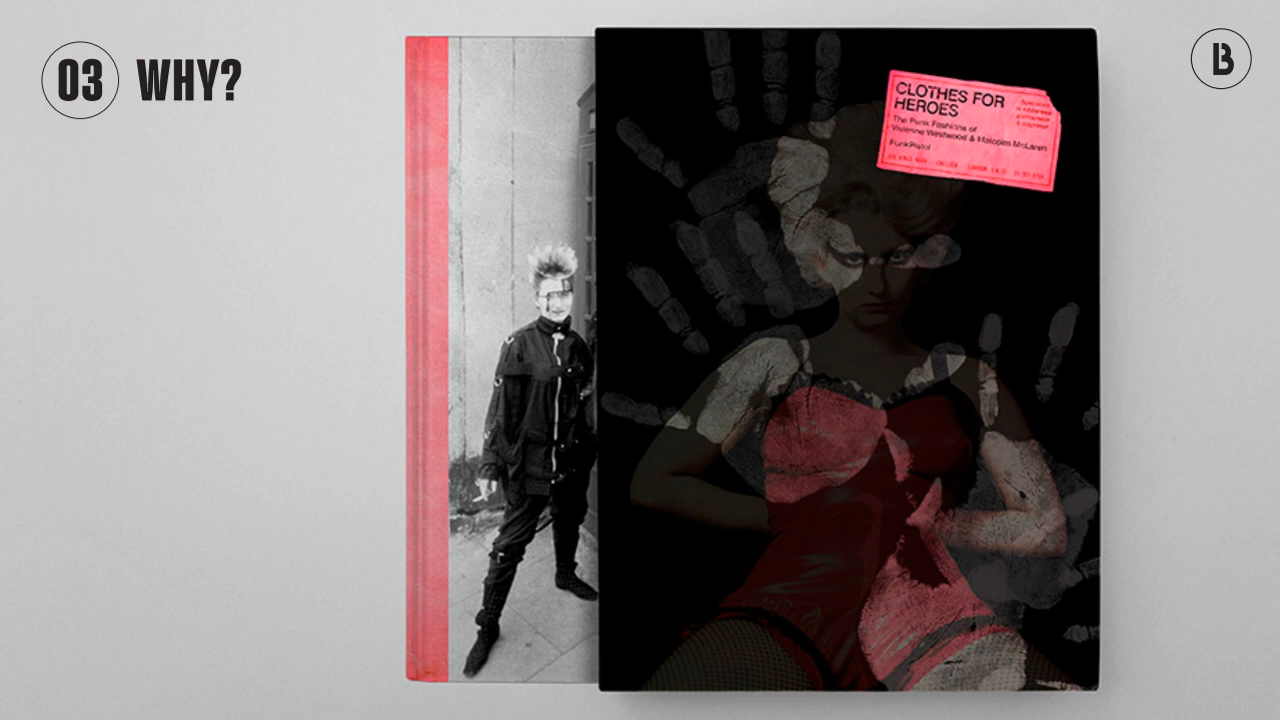 03 WHY?
B
CLOTHES FOR
HEROES
The Punk Fashions of
Vivienne Westwood & Malcolm McLaren
PunkPistol